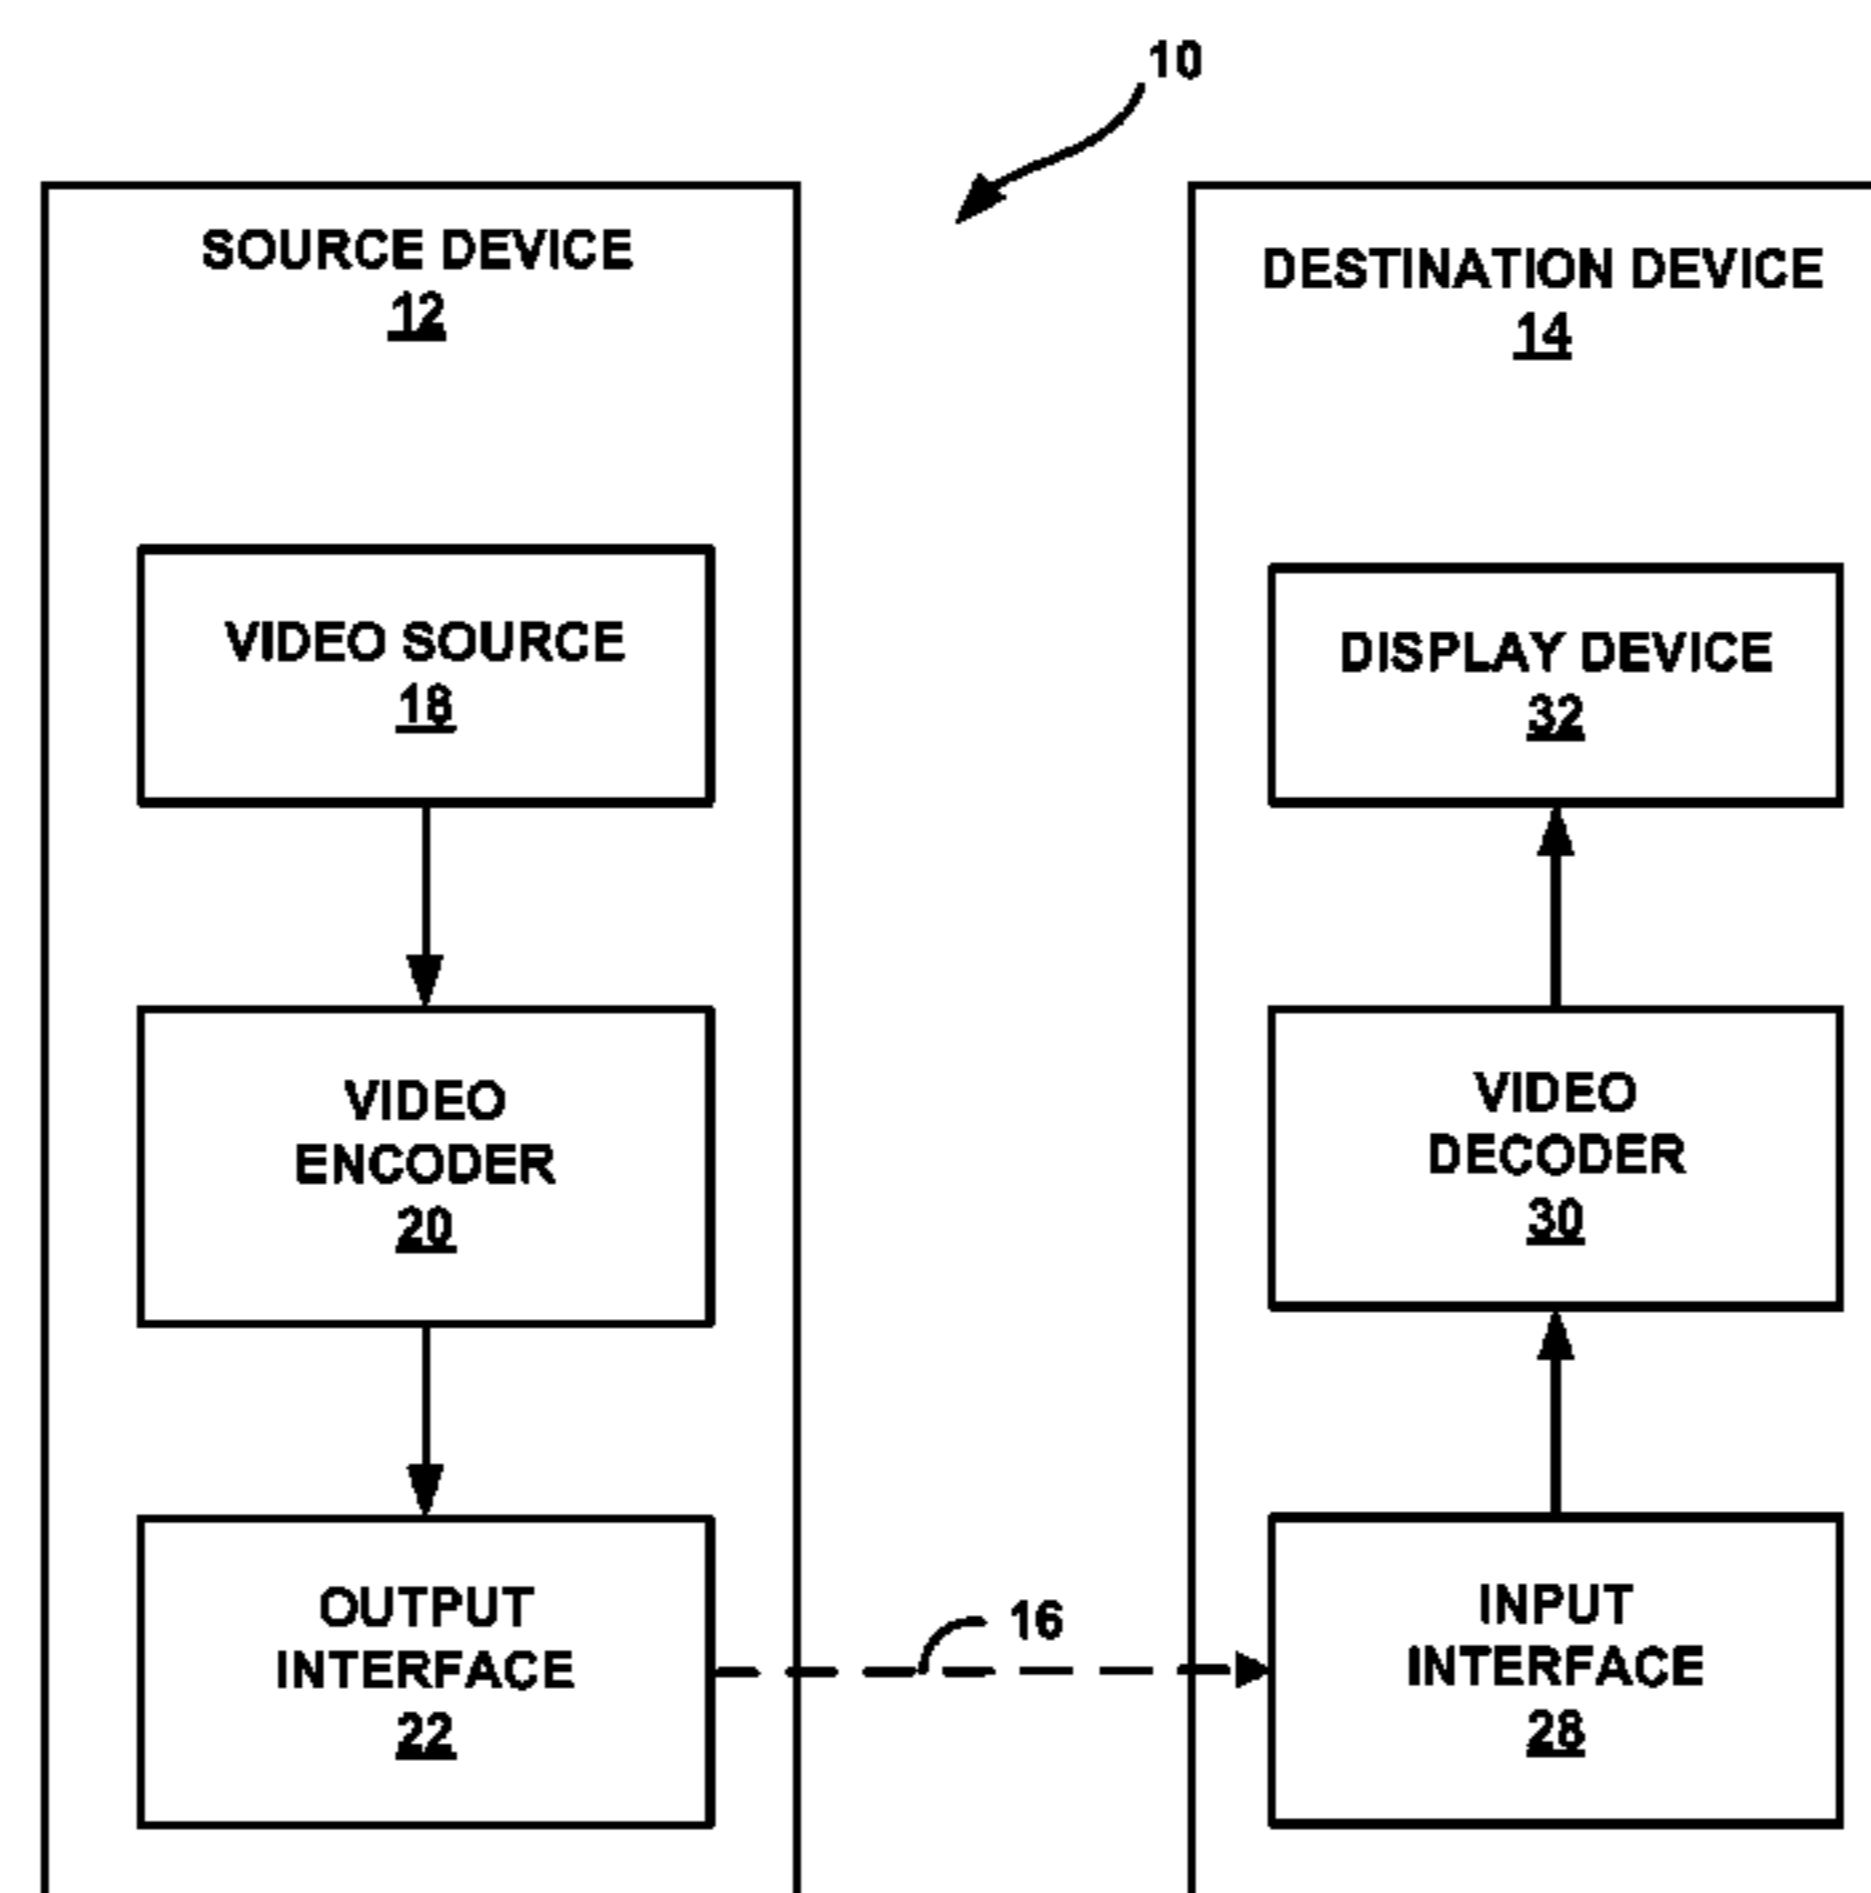 10
SOURCE DEVICE
12
VIDEO SOURCE
18
VIDEO
ENCODER
20
OUTPUT
INTERFACE
22
16
DESTINATION DEVICE
14
DISPLAY DEVICE
32
VIDEO
DECODER
30
INPUT
INTERFACE
28